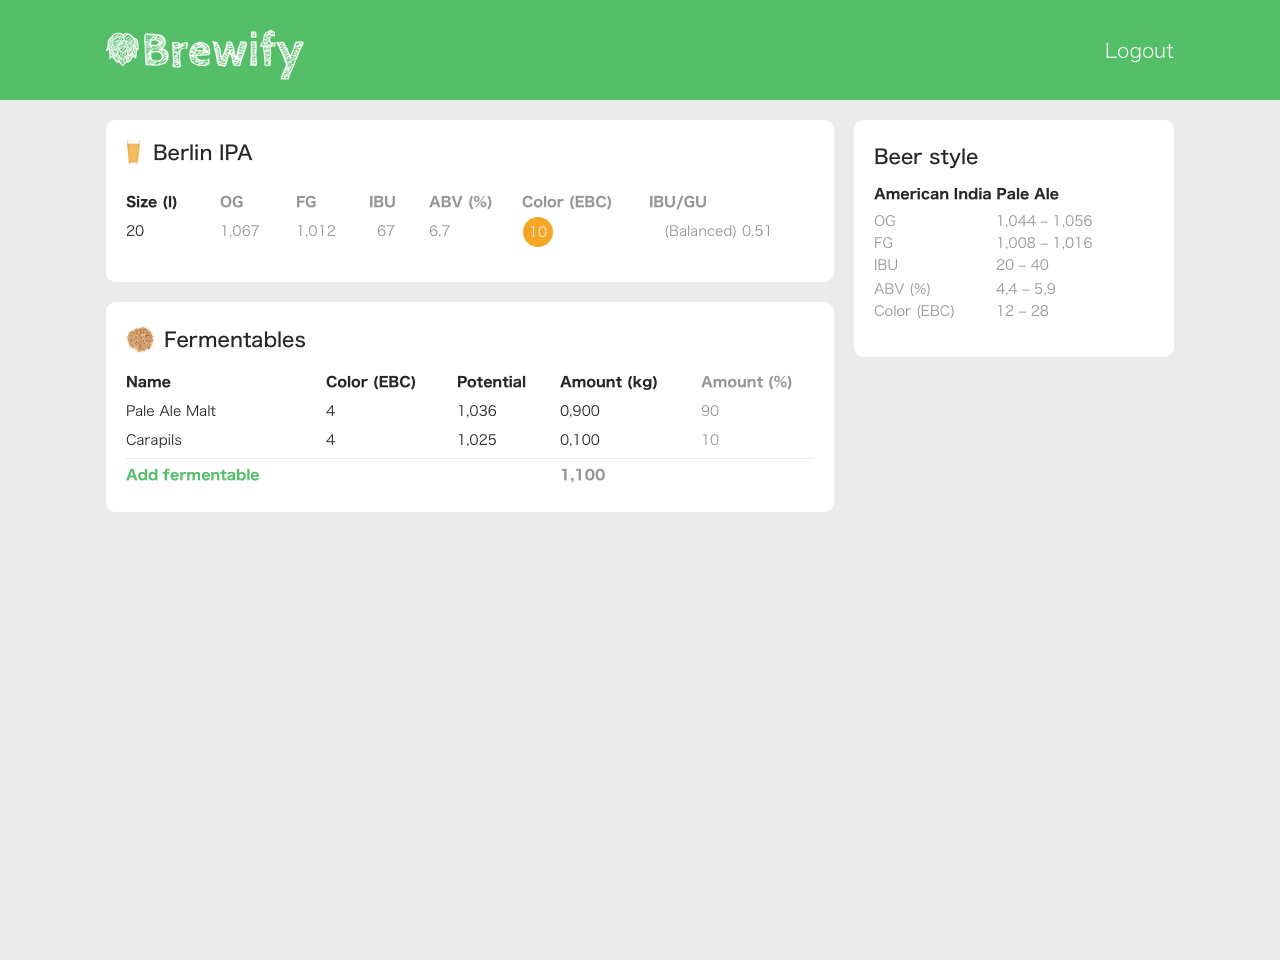 Brewify
Logout
Berlin IPA
Size (l) OG FG IBU ABV (%) Color (EBC) IBU/GU
20 1,067 1,012 67 6,7 10 (Balanced) 0,51
Beer style
American India Pale Ale
OG 1,044 – 1,056
FG 1,008 – 1,016
IBU 20 – 40
ABV (%) 4,4 – 5,9
Color (EBC) 12 – 28
Fermentables
Name Color (EBC) Potential Amount (kg) Amount (%)
Pale Ale Malt 4 1,036 0,900 90
Carapils 4 1,025 0,100 10
Add fermentable 1,100